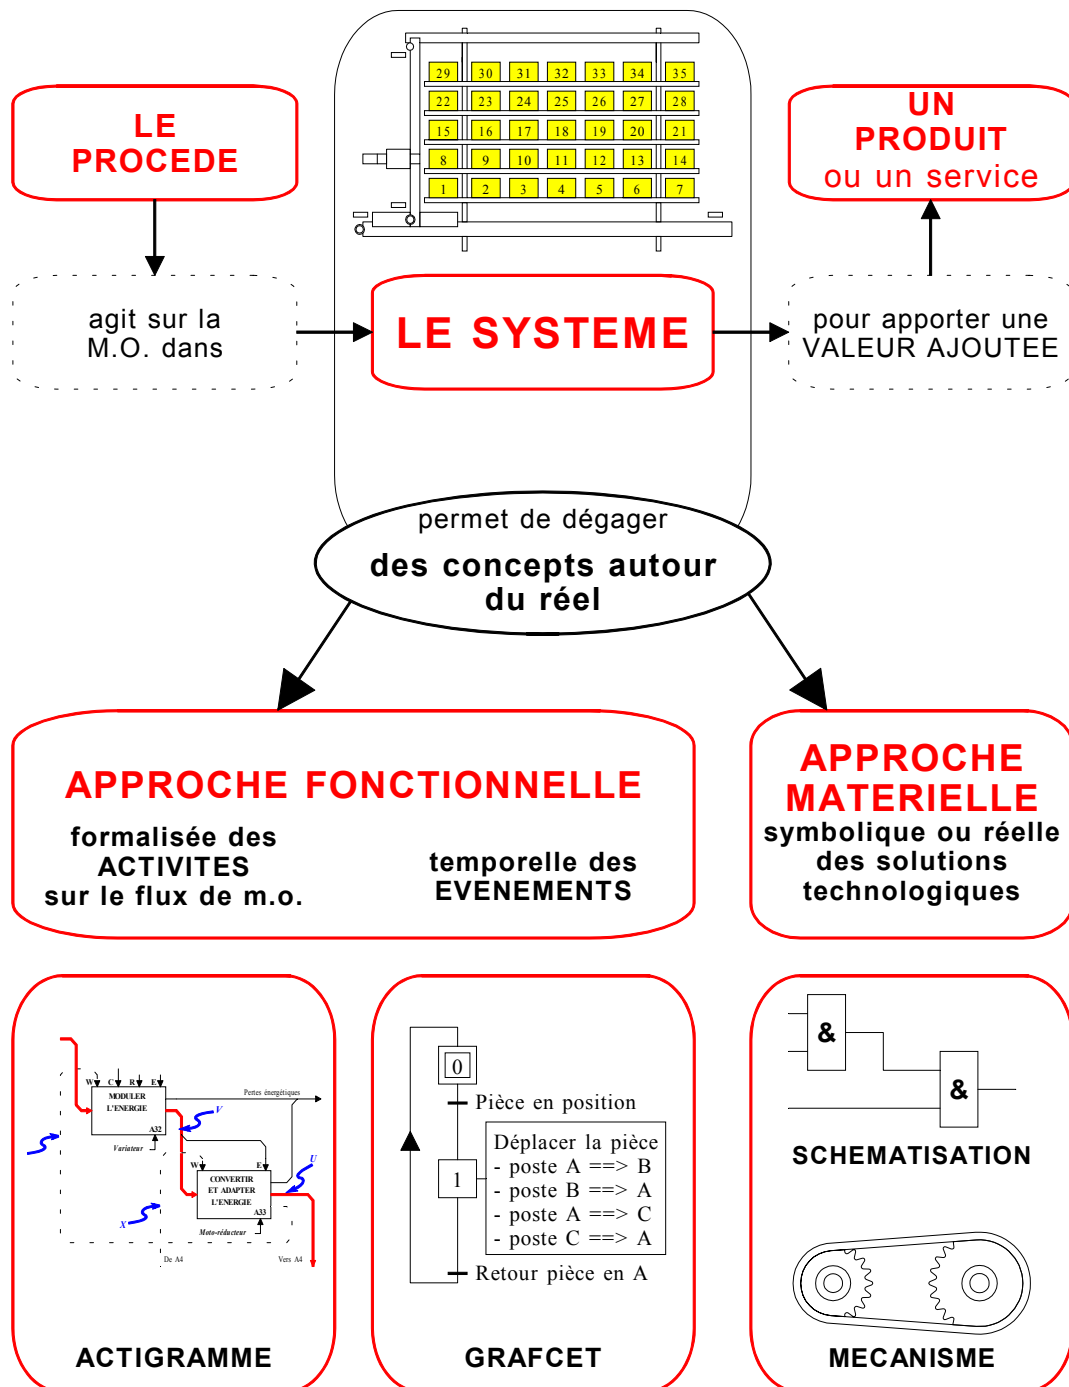 29 30 31 32 33 34 35
22 23 24 25 26 27 28
15 16 17 18 19 20 21
8 9 10 11 12 13 14
1 2 3 4 5 6 7
LE
PROCEDE
UN
PRODUIT
ou un service
agit sur la
M.O. dans
LE SYSTEME
pour apporter une
VALEUR AJOUTEE
permet de dégager
des concepts autour
du réel
APPROCHE FONCTIONNELLE
formalisée des
ACTIVITES
sur le flux de m.o.
temporelle des
EVENEMENTS
APPROCHE
MATERIELLE
symbolique ou réelle
des solutions
technologiques
W C R E
MODULER
L'ENERGIE
A32
Pertes énergétiques
V
Variateur
W E
U
CONVERTIR
ET ADAPTER
L'ENERGIE
A33
X
Moto-réducteur
De A4
Vers A4
ACTIGRAMME
0
Pièce en position
1
Déplacer la pièce
- poste A ==> B
- poste B ==> A
- poste A ==> C
- poste C ==> A
Retour pièce en A
GRAFCET
&
&
SCHEMATISATION
MECANISME